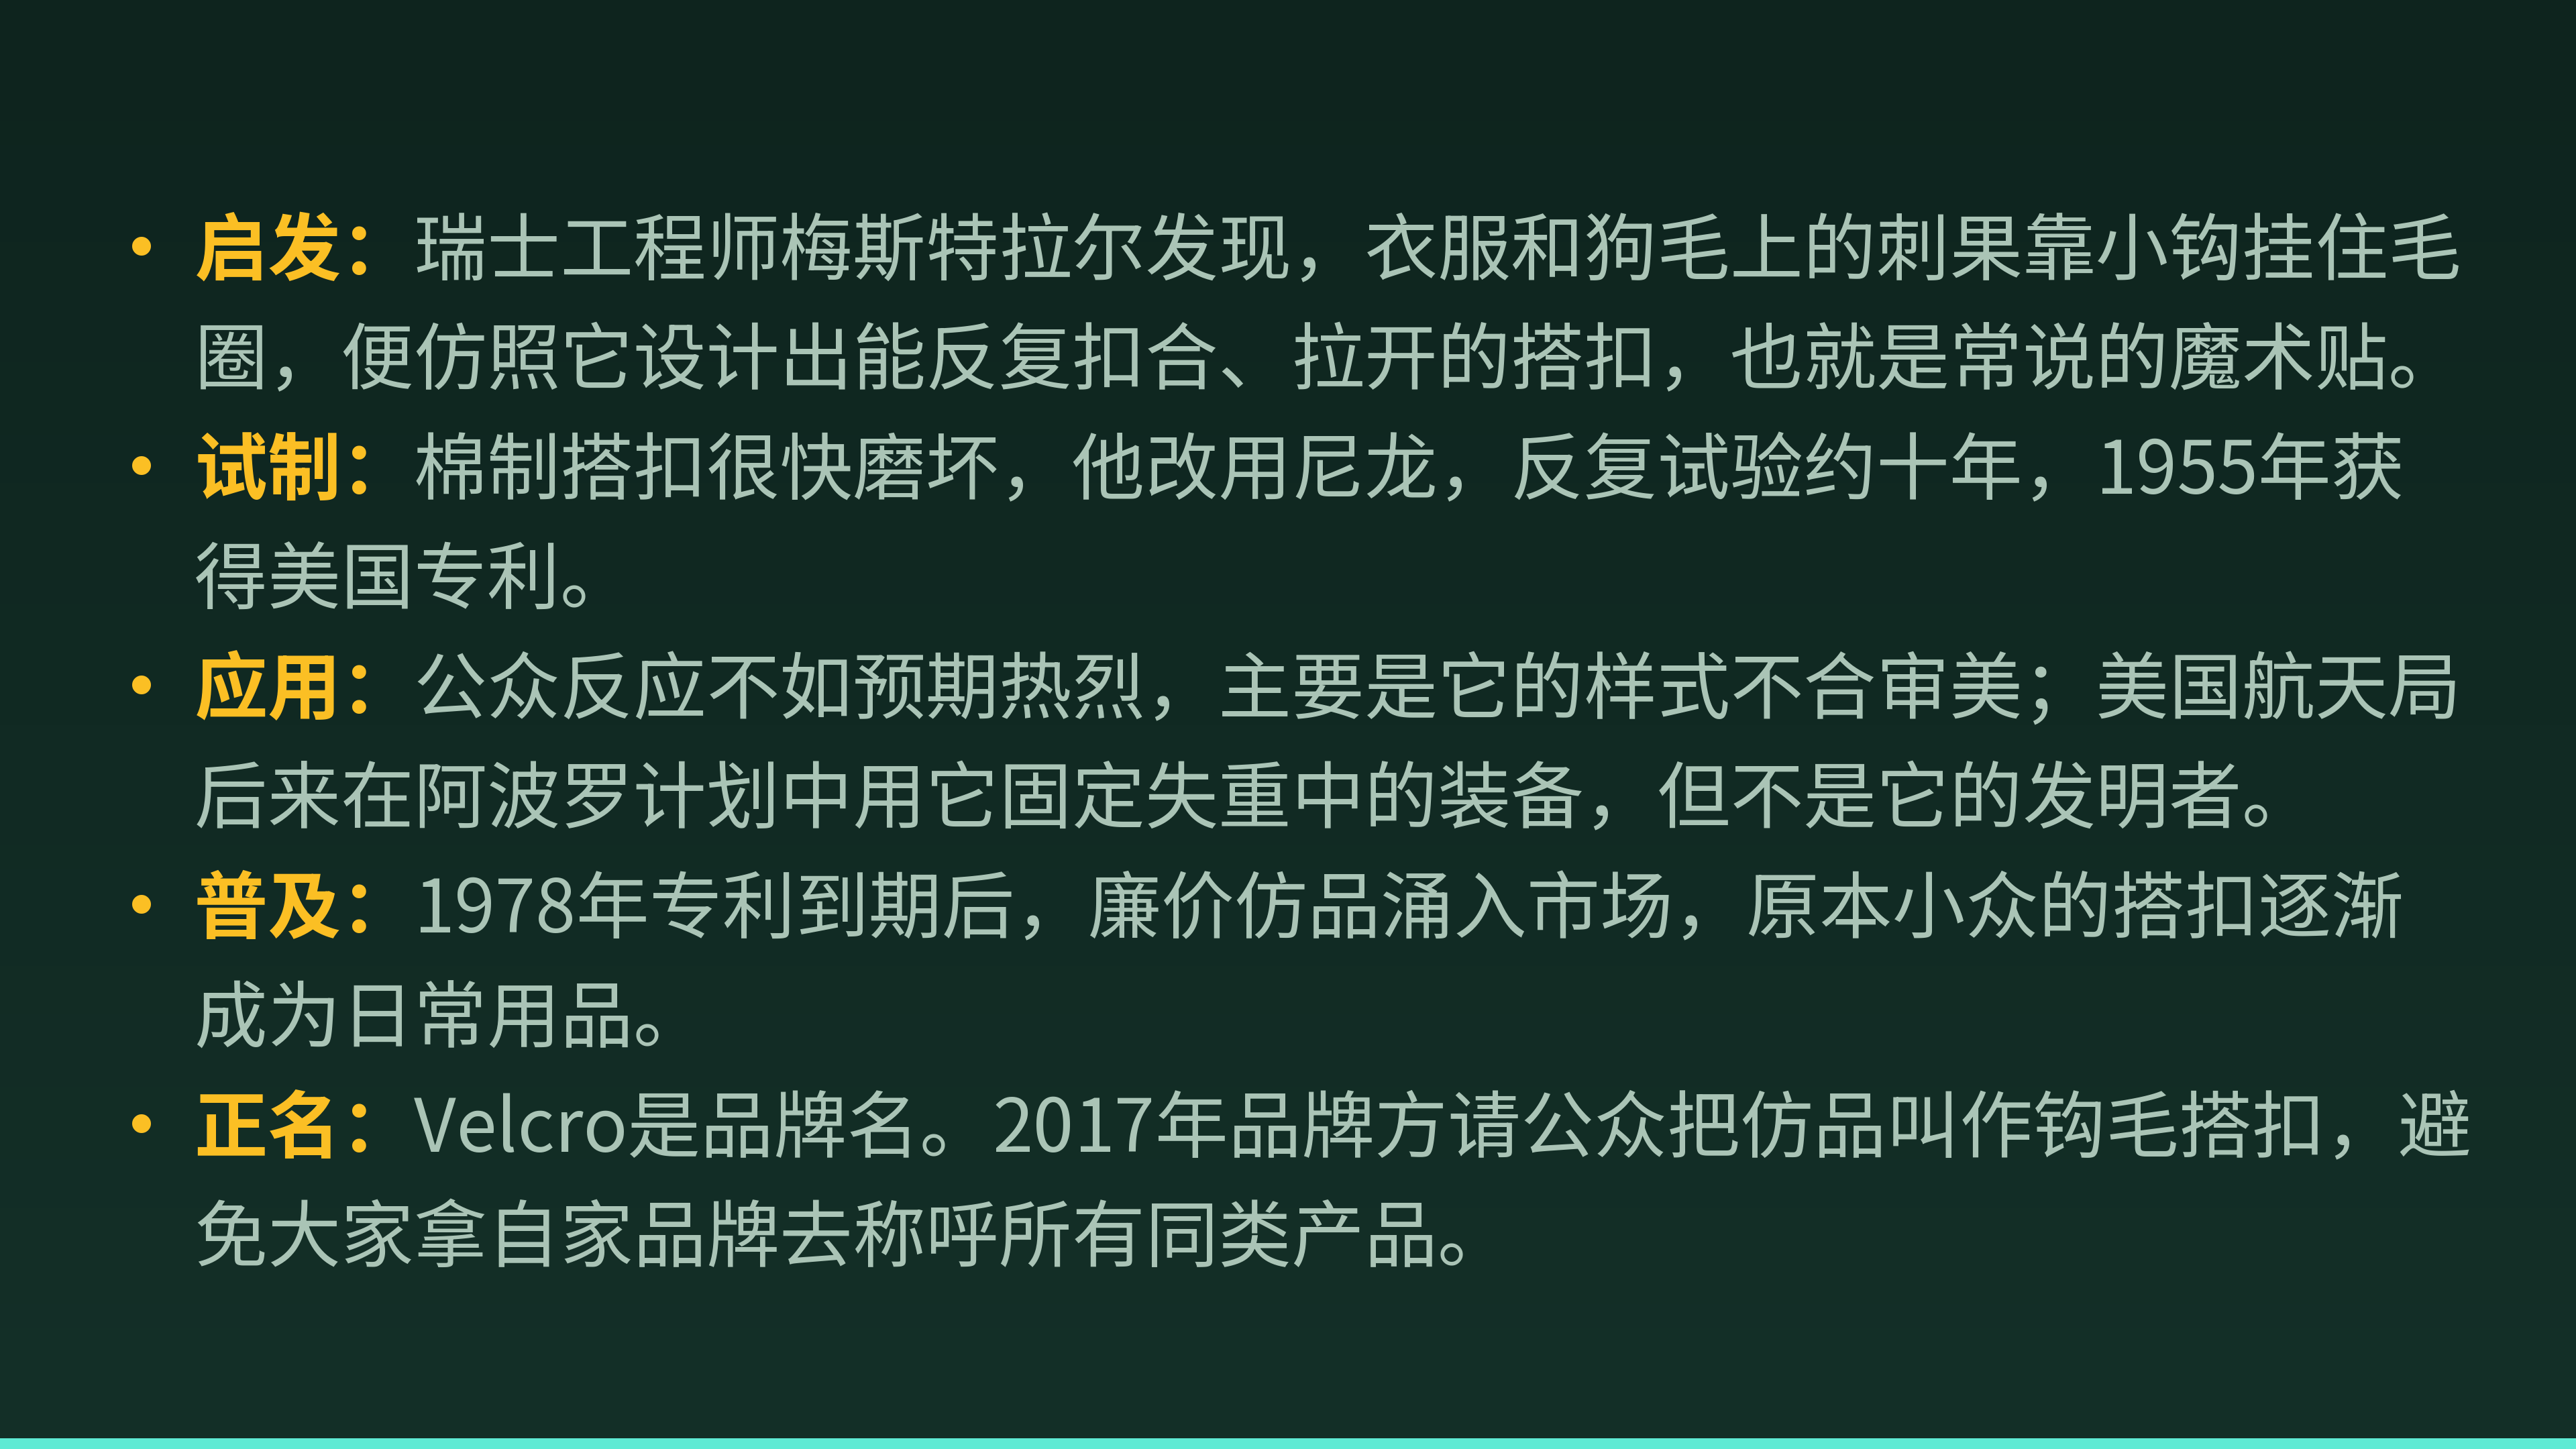 • 启发：瑞士工程师梅斯特拉尔发现，衣服和狗毛上的刺果靠小钩挂住毛
圈，便仿照它设计出能反复扣合、拉开的搭扣，也就是常说的魔术贴。
• 试制：棉制搭扣很快磨坏，他改用尼龙，反复试验约十年，1955年获
得美国专利。
• 应用：公众反应不如预期热烈，主要是它的样式不合审美；美国航天局
后来在阿波罗计划中用它固定失重中的装备，但不是它的发明者。
• 普及：1978年专利到期后，廉价仿品涌入市场，原本小众的搭扣逐渐
成为日常用品。
• 正名：Velcro是品牌名。2017年品牌方请公众把仿品叫作钩毛搭扣，避
免大家拿自家品牌去称呼所有同类产品。